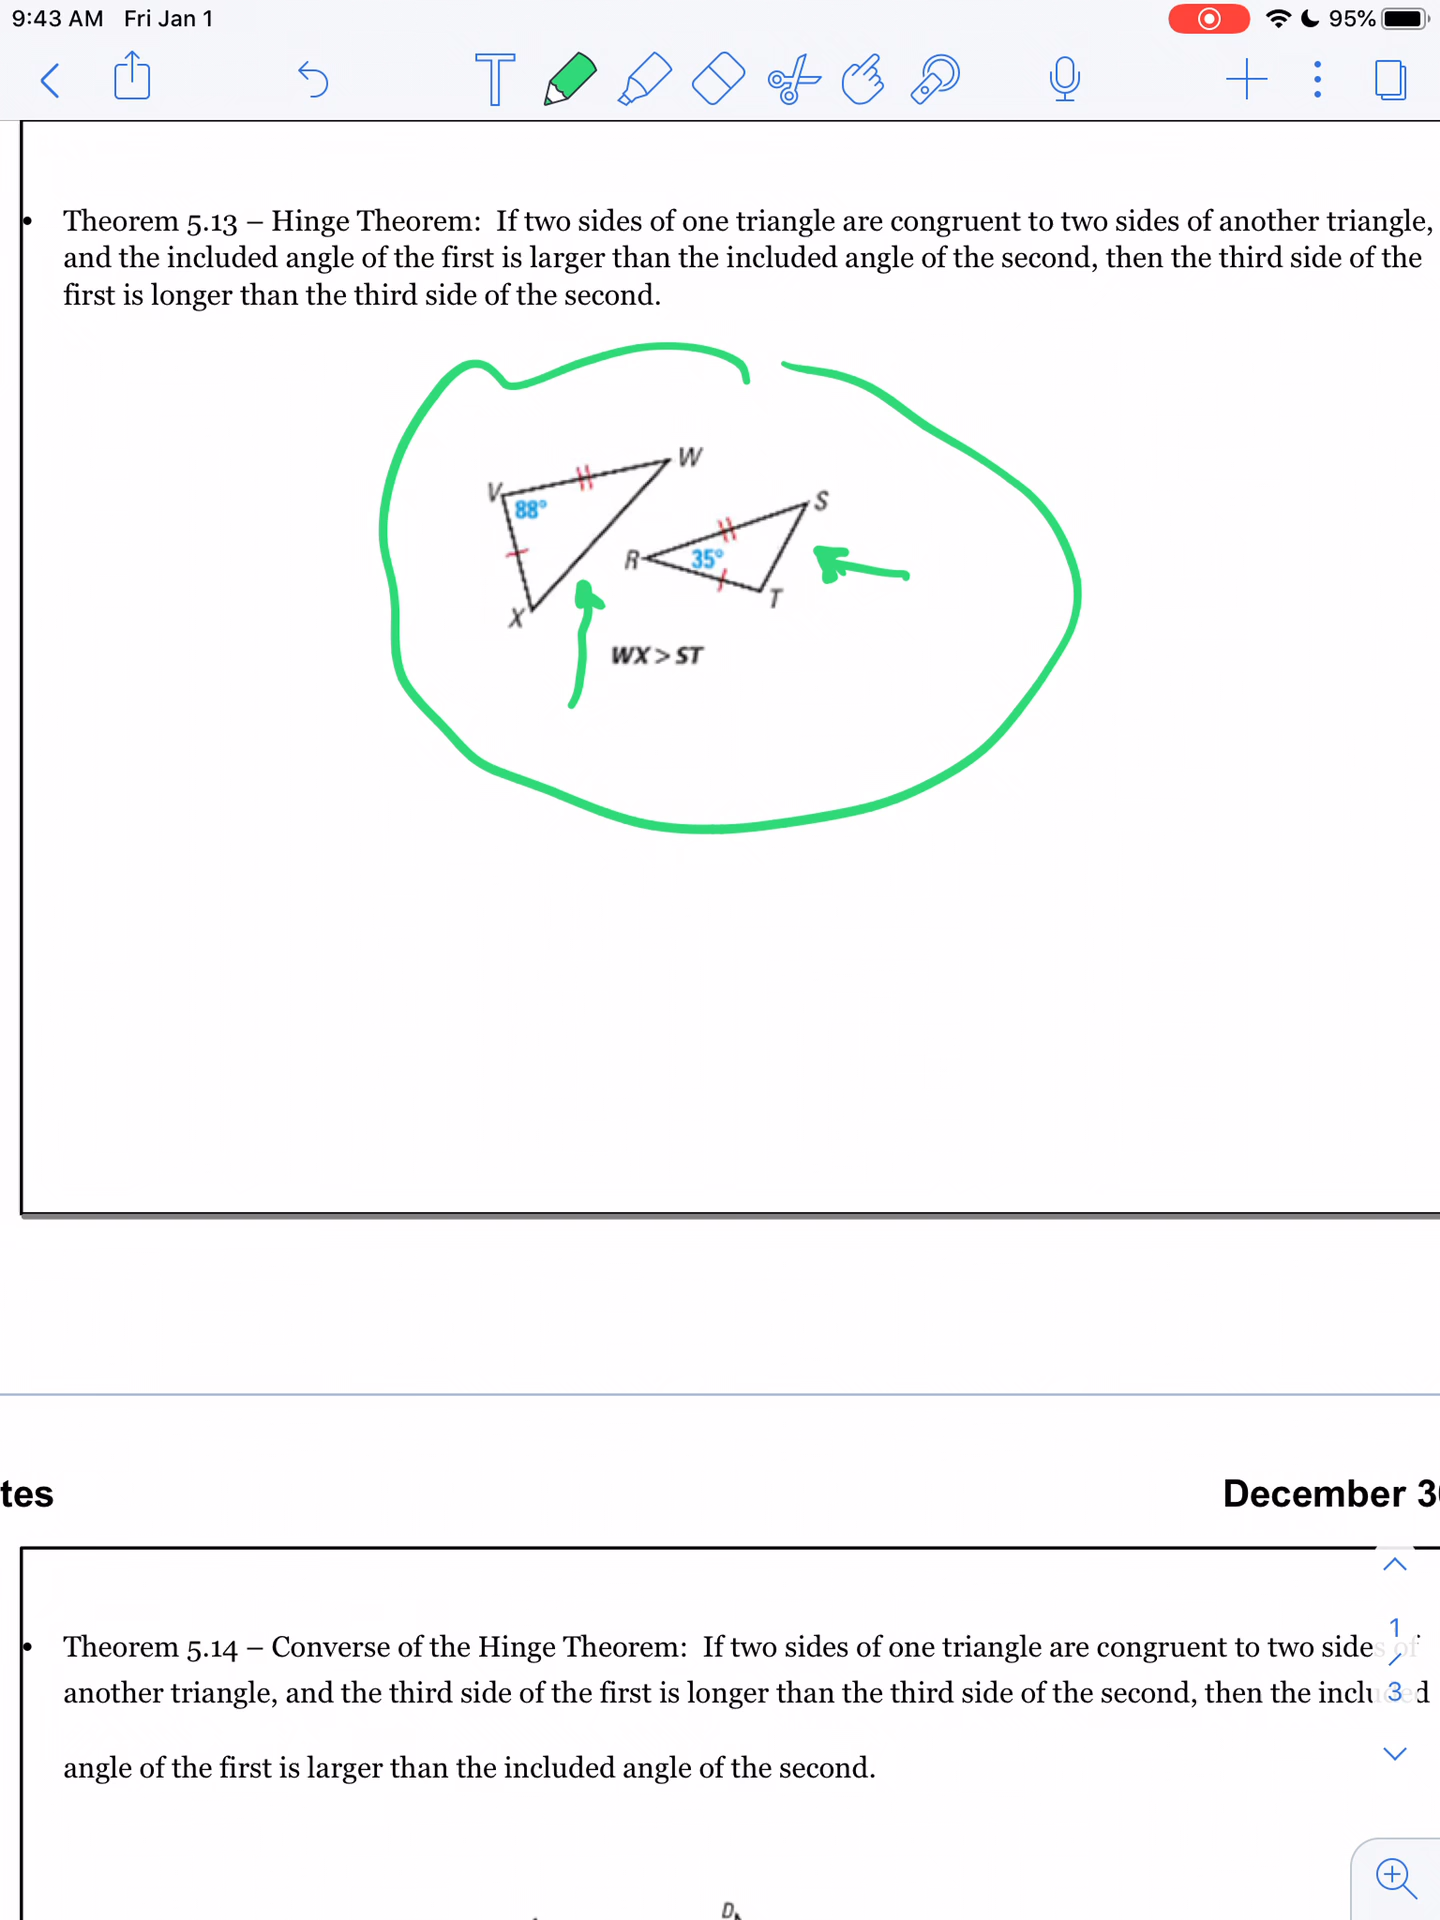 9:43 AM Fri Jan 1 95%
• Theorem 5.13 – Hinge Theorem: If two sides of one triangle are congruent to two sides of another triangle,
and the included angle of the first is larger than the included angle of the second, then the third side of the
first is longer than the third side of the second.
W
V
88°
S
R
35°
T
X
WX > ST
tes
December 3
1
/
3
• Theorem 5.14 – Converse of the Hinge Theorem: If two sides of one triangle are congruent to two sides of
another triangle, and the third side of the first is longer than the third side of the second, then the included
angle of the first is larger than the included angle of the second.
D